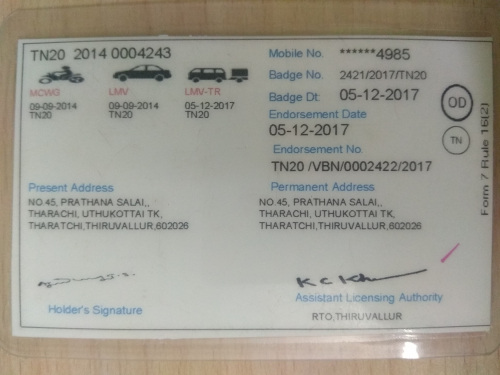 TN20 2014 0004243
MCWG LMV LMV-TR
09-09-2014 09-09-2014 05-12-2017
TN20 TN20 TN20
Mobile No. ******4985
Badge No. 2421/2017/TN20
Badge Dt: 05-12-2017
Endorsement Date
05-12-2017
Endorsement No.
TN20 /VBN/0002422/2017
OD
TN
Form 7 Rule 16(2)
Present Address
NO.45, PRATHANA SALAI,,
THARACHI, UTHUKOTTAI TK,
THARATCHI,THIRUVALLUR,602026
Permanent Address
NO.45, PRATHANA SALAI,,
THARACHI, UTHUKOTTAI TK,
THARATCHI,THIRUVALLUR,602026
Holder's Signature
Assistant Licensing Authority
RTO,THIRUVALLUR